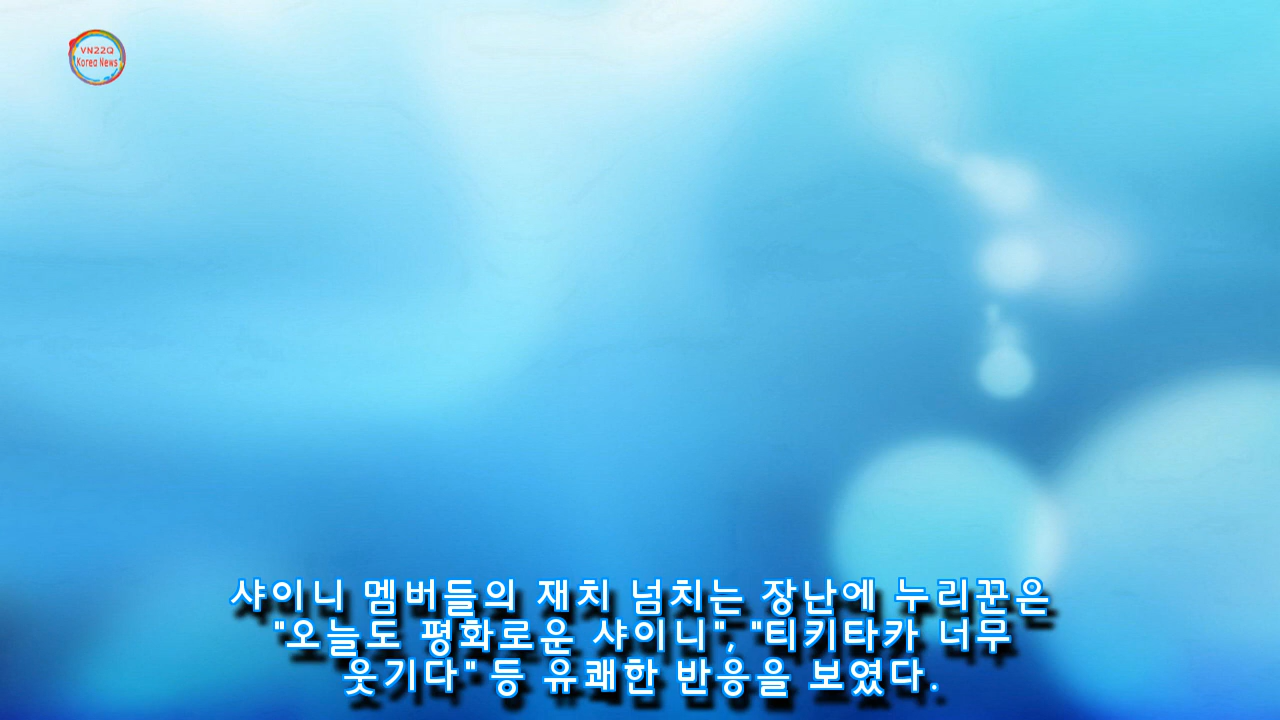 VN22Q
Korea News
샤이니 멤버들의 재치 넘치는 장난에 누리꾼은
"오늘도 평화로운 샤이니", "티키타카 너무
웃기다" 등 유쾌한 반응을 보였다.